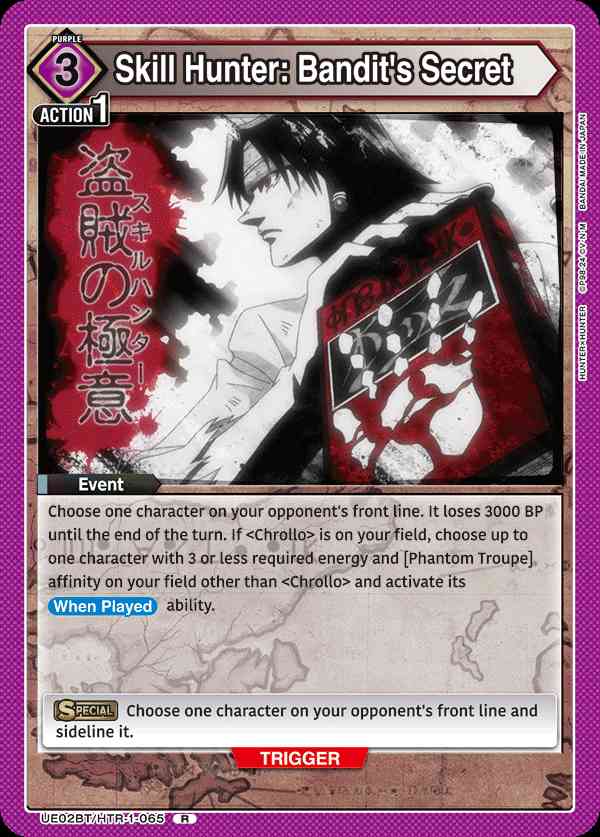 PURPLE
3
Skill Hunter: Bandit's Secret
ACTION 1
盗賊の極意
スキルハンター
Event
Choose one character on your opponent's front line. It loses 3000 BP
until the end of the turn. If <Chrollo> is on your field, choose up to
one character with 3 or less required energy and [Phantom Troupe]
affinity on your field other than <Chrollo> and activate its
When Played ability.
SPECIAL Choose one character on your opponent's front line and
sideline it.
TRIGGER
UE02BT/HTR-1-065 R
HUNTER×HUNTER ©P98-24 ©V, N, M BANDAI MADE IN JAPAN